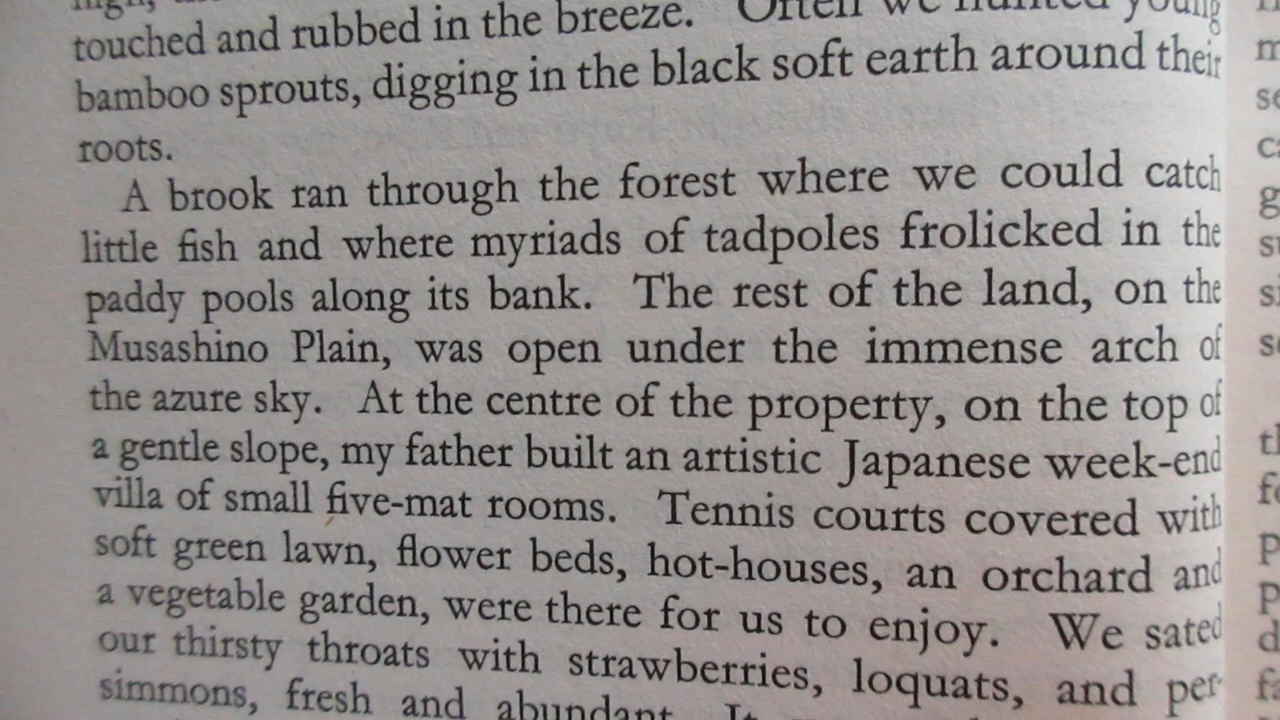 touched and rubbed in the breeze. Often we hunted young
bamboo sprouts, digging in the black soft earth around their
roots.
A brook ran through the forest where we could catch
little fish and where myriads of tadpoles frolicked in the
paddy pools along its bank. The rest of the land, on the
Musashino Plain, was open under the immense arch of
the azure sky. At the centre of the property, on the top of
a gentle slope, my father built an artistic Japanese week-end
villa of small five-mat rooms. Tennis courts covered with
soft green lawn, flower beds, hot-houses, an orchard and
a vegetable garden, were there for us to enjoy. We sated
our thirsty throats with strawberries, loquats, and per-
simmons, fresh and abundant. It